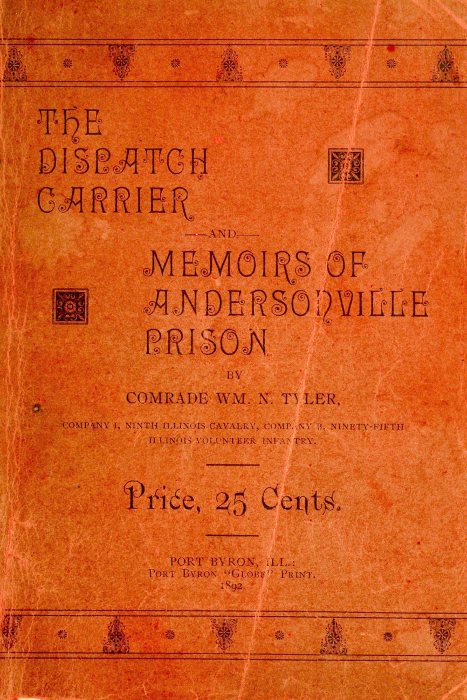 THE
DISPATCH
CARRIER
—AND—
MEMOIRS OF
ANDERSONVILLE
PRISON
BY
COMRADE WM. N. TYLER,
COMPANY I, NINTH ILLINOIS CAVALRY, COMPANY B, NINETY-FIFTH
ILLINOIS VOLUNTEER INFANTRY.
Price, 25 Cents.
PORT BYRON, ILL.:
PORT BYRON "GLOBE" PRINT.
1892